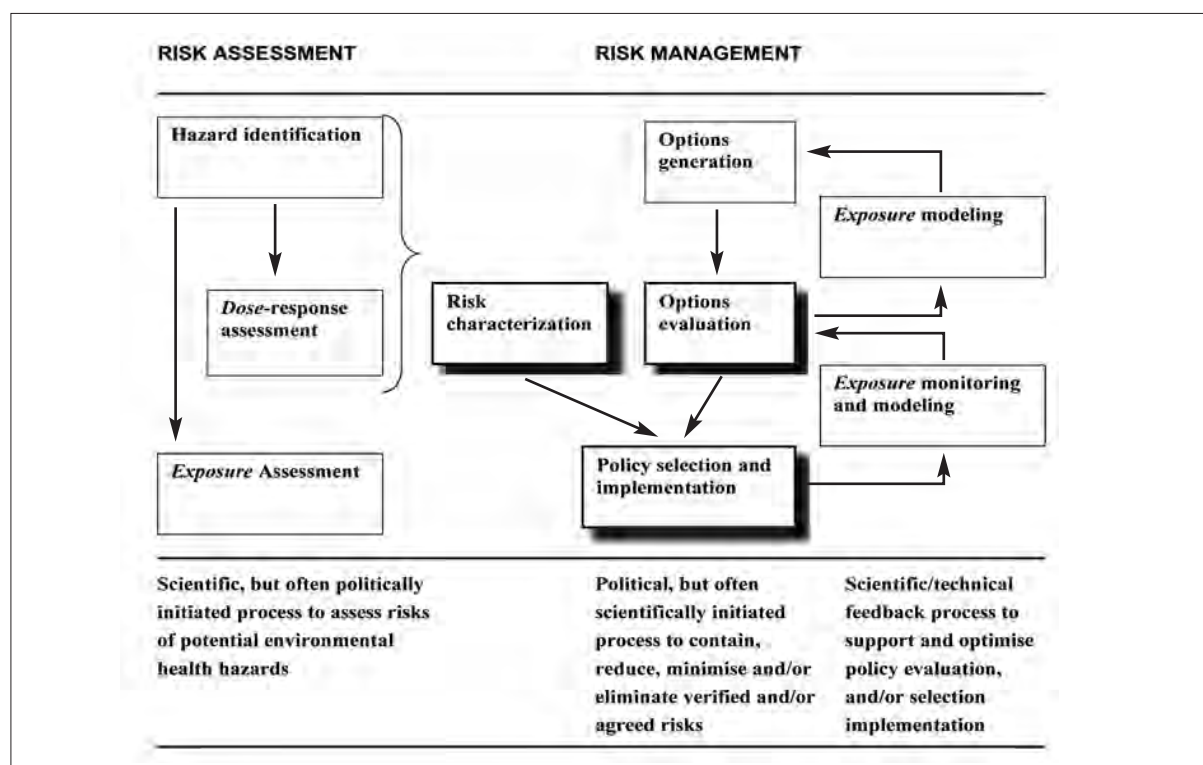 RISK ASSESSMENT
RISK MANAGEMENT
Hazard identification
Dose-response
assessment
Exposure Assessment
Risk
characterization
Options
generation
Options
evaluation
Policy selection and
implementation
Exposure modeling
Exposure monitoring
and modeling
Scientific, but often politically
initiated process to assess risks
of potential environmental
health hazards
Political, but often
scientifically initiated
process to contain,
reduce, minimise and/or
eliminate verified and/or
agreed risks
Scientific/technical
feedback process to
support and optimise
policy evaluation,
and/or selection
implementation